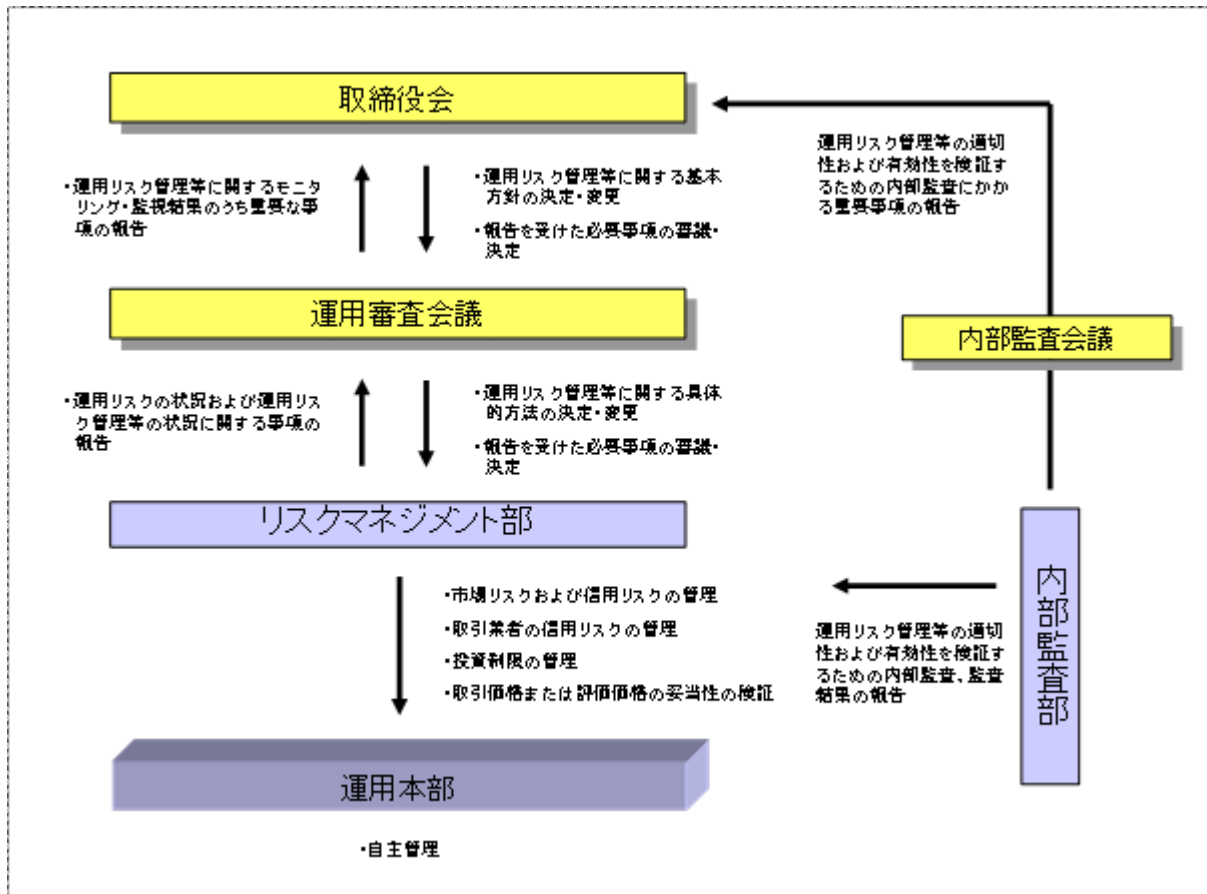 取締役会
・運用リスク管理等に関するモニタ
リング・監視結果のうち重要な事
項の報告
・運用リスク管理等に関する基本
方針の決定・変更
・報告を受けた必要事項の審議・
決定
運用リスク管理等の適切
性および有効性を検証す
るための内部監査にかか
る重要事項の報告
運用審査会議
内部監査会議
・運用リスクの状況および運用リス
ク管理等の状況に関する事項の
報告
・運用リスク管理等に関する具体
的方法の決定・変更
・報告を受けた必要事項の審議・
決定
リスクマネジメント部
・市場リスクおよび信用リスクの管理
・取引業者の信用リスクの管理
・投資制限の管理
・取引価格または評価価格の妥当性の検証
運用リスク管理等の適切
性および有効性を検証す
るための内部監査、監査
結果の報告
内部監査部
運用本部
・自主管理